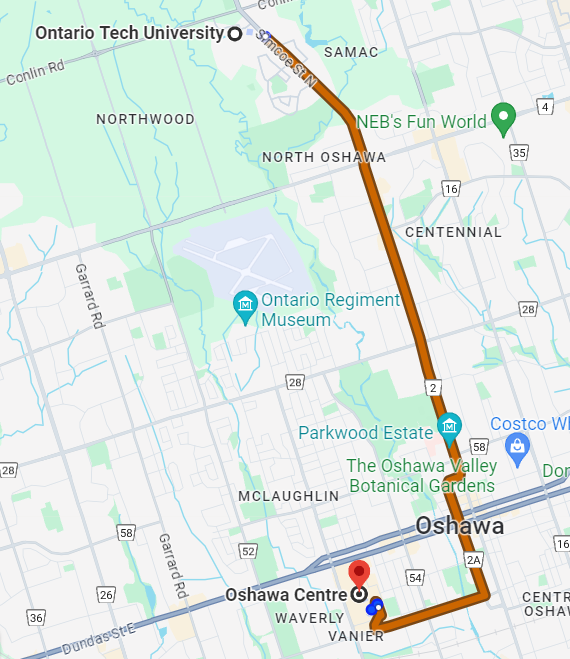 Conlin
Ontario Tech University
Simcoe St N
SAMAC
Conlin Rd
4
NORTHWOOD
NEB's Fun World
NORTH OSHAWA
35
16
CENTENNIAL
Garrard Rd
Ontario Regiment
Museum
28
28
2
Costco Wh
Parkwood Estate
58
The Oshawa Valley
Botanical Gardens
28
McLAUGHLIN
Oshawa
58
16
52
2A
Garrard Rd
54
Oshawa Centre
26
CENTR
OSHAW
36
WAVERLY
VANIER
Dundas St E